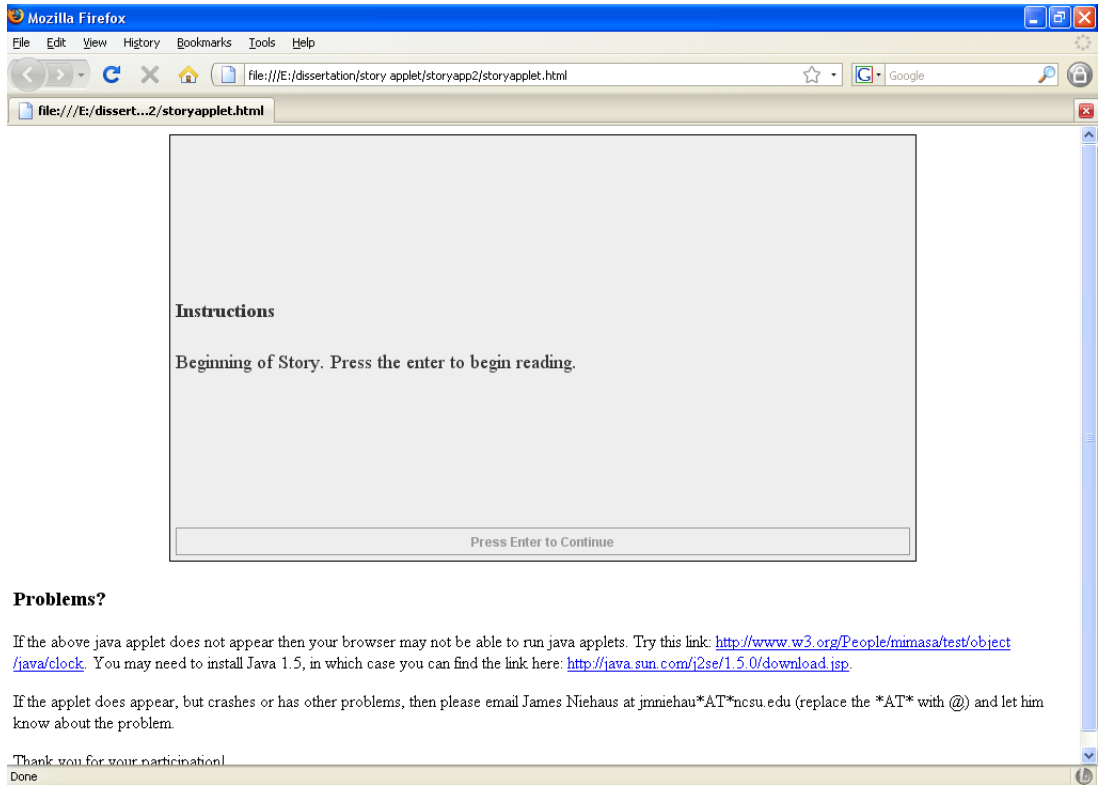 Mozilla Firefox
File Edit View History Bookmarks Tools Help
file:///E:/dissertation/story applet/storyapp2/storyapplet.html
G Google
file:///E:/dissert...2/storyapplet.html
Instructions
Beginning of Story. Press the enter to begin reading.
Press Enter to Continue
Problems?
If the above java applet does not appear then your browser may not be able to run java applets. Try this link: http://www.w3.org/People/mimasa/test/object
/java/clock. You may need to install Java 1.5, in which case you can find the link here: http://java.sun.com/j2se/1.5.0/download.jsp.
If the applet does appear, but crashes or has other problems, then please email James Niehaus at jmniehau*AT*ncsu.edu (replace the *AT* with @) and let him
know about the problem.
Thank you for your participation!
Done